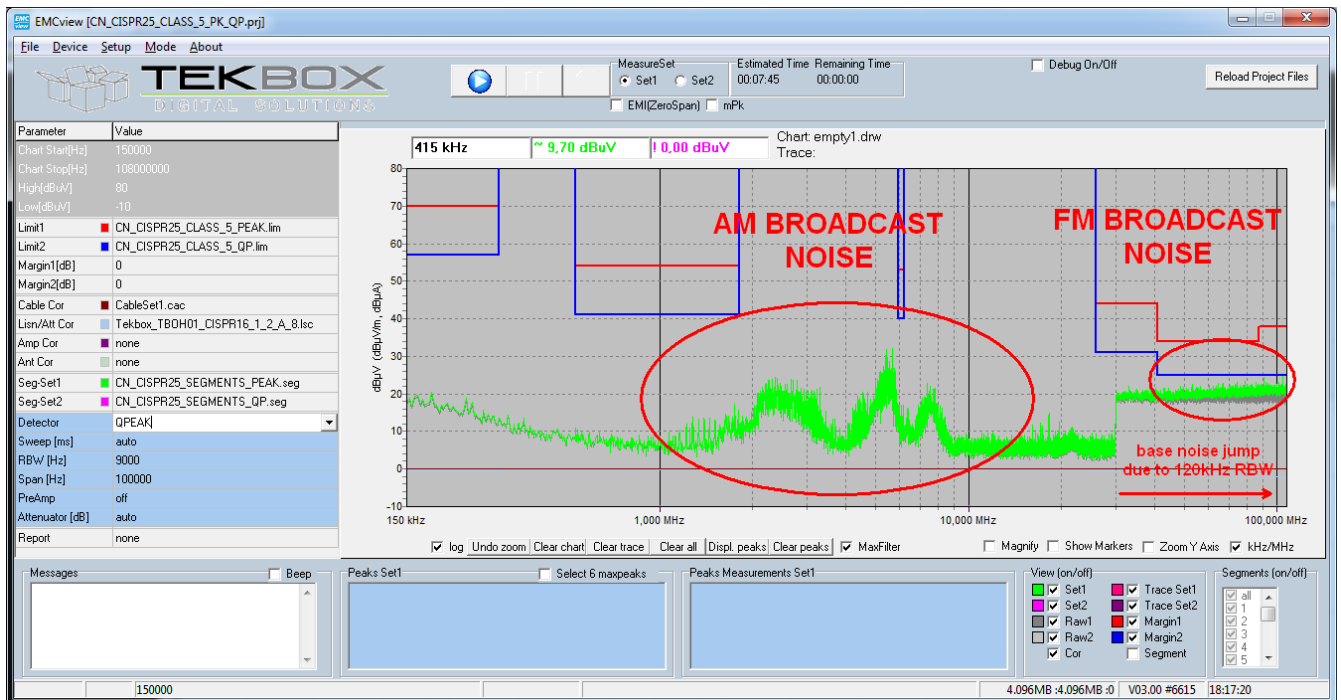 EMCview [CN_CISPR25_CLASS_5_PK_QP.prj]
File Device Setup Mode About
TEKBOX
DIGITAL SOLUTIONS
MeasureSet
Set1 Set2
Estimated Time Remaining Time
00:07:45 00:00:00
EMI(ZeroSpan) mPk
Debug On/Off
Reload Project Files
Parameter Value
Chart Start[Hz] 150000
Chart Stop[Hz] 108000000
High[dBuV] 80
Low[dBuV] -10
Limit1 CN_CISPR25_CLASS_5_PEAK.lim
Limit2 CN_CISPR25_CLASS_5_QP.lim
Margin1[dB] 0
Margin2[dB] 0
Cable Cor CableSet1.cac
Lisn/Att Cor Tekbox_TBOH01_CISPR16_1_2_A_8.lsc
Amp Cor none
Ant Cor none
Seg-Set1 CN_CISPR25_SEGMENTS_PEAK.seg
Seg-Set2 CN_CISPR25_SEGMENTS_QP.seg
Detector QPEAK
Sweep [ms] auto
RBW [Hz] 9000
Span [Hz] 100000
PreAmp off
Attenuator [dB] auto
Report none
415 kHz ~ 9,70 dBuV ! 0,00 dBuV
Chart: empty1.drw
Trace:
dBµV (dBµV/m, dBµA)
80
70
60
50
40
30
20
10
0
-10
AM BROADCAST
NOISE
FM BROADCAST
NOISE
base noise jump
due to 120kHz RBW
150 kHz 1,000 MHz 10,000 MHz 100,000 MHz
log Undo zoom Clear chart Clear trace Clear all Displ. peaks Clear peaks MaxFilter Magnify Show Markers Zoom Y Axis kHz/MHz
Messages Beep
Peaks Set1 Select 6 maxpeaks
Peaks Measurements Set1
View (on/off)
Set1 Trace Set1
Set2 Trace Set2
Raw1 Margin1
Raw2 Margin2
Cor Segment
Segments (on/off)
all
1
2
3
4
5
150000 4.096MB :4.096MB :0 V03.00 #6615 18:17:20